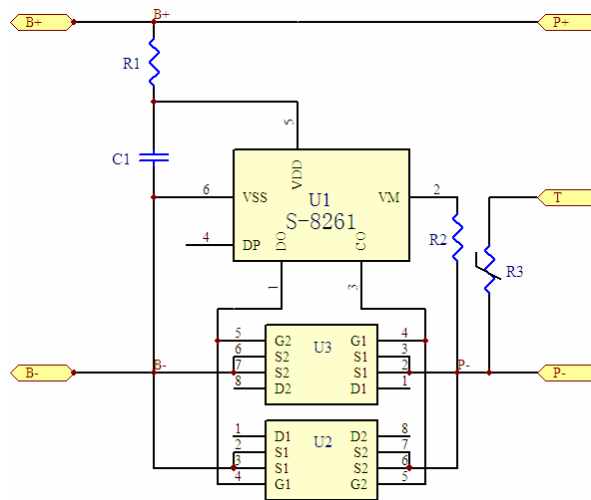 B+ B+ P+
R1
5
C1
VDD
6 VSS U1 VM 2 T
S-8261
4 DP DO CO R2 R3
1 3
5 G2 U3 G1 4
6 S2 S1 3
B- B- 7 S2 S1 2 P- P-
8 D2 D1 1
1 D1 U2 D2 8
2 S1 S2 7
3 S1 S2 6
4 G1 G2 5